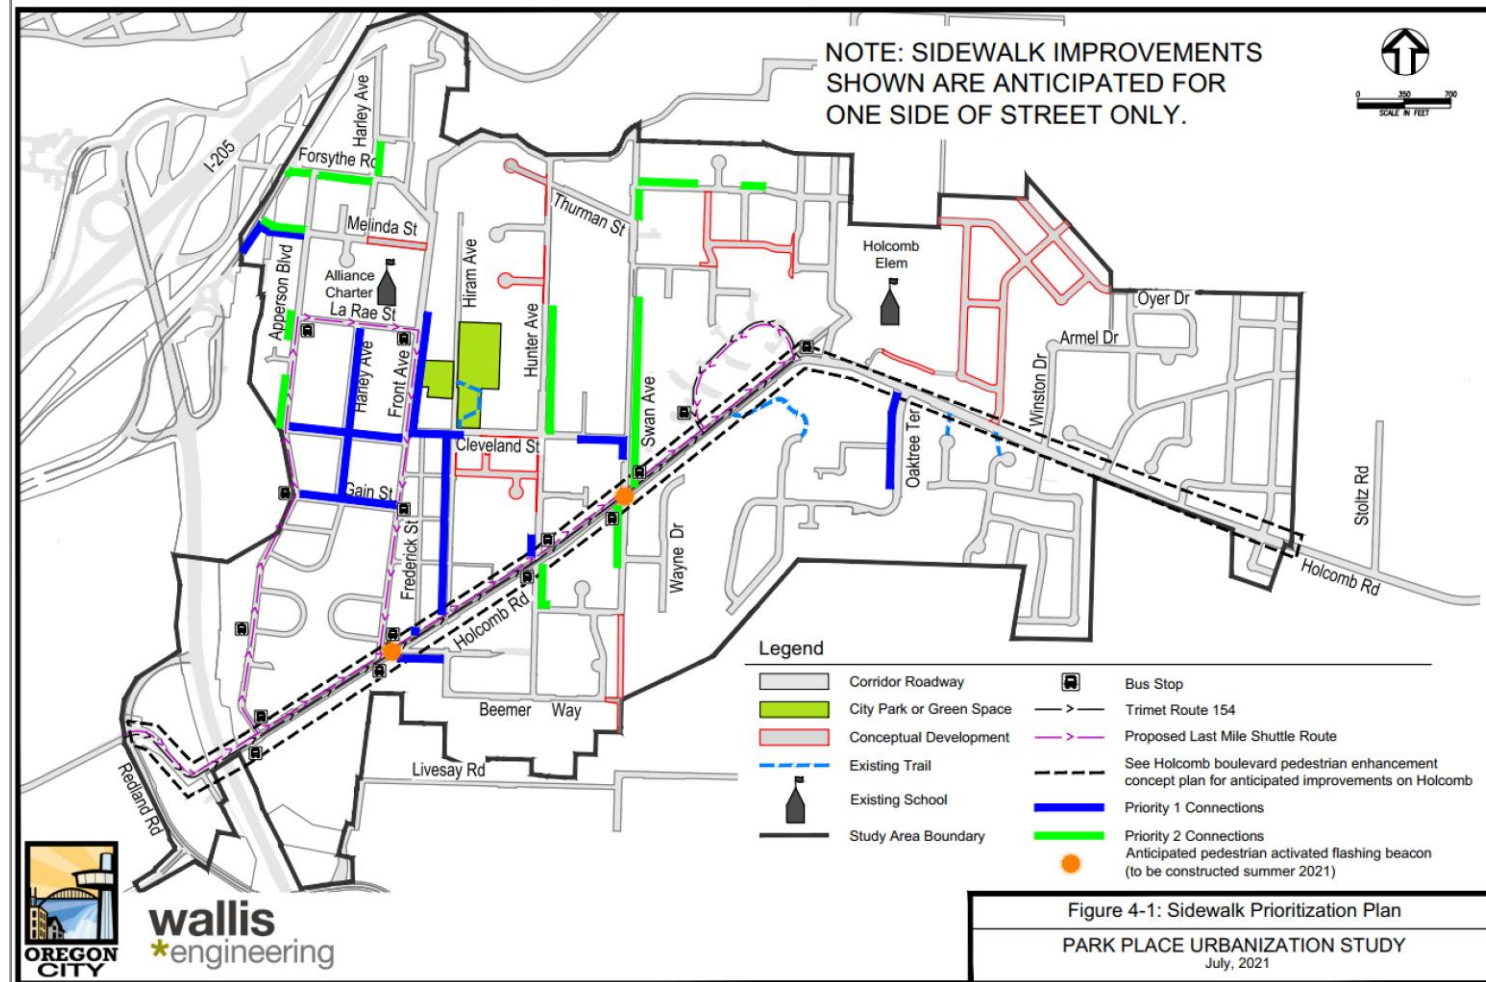 NOTE: SIDEWALK IMPROVEMENTS
SHOWN ARE ANTICIPATED FOR
ONE SIDE OF STREET ONLY.
0 350 700
SCALE IN FEET
I-205
Harley Ave
Forsythe Rd
Melinda St
Thurman St
Apperson Blvd
Alliance
Charter
La Rae St
Hiram Ave
Holcomb
Elem
Oyer Dr
Armel Dr
Harley Ave
Front Ave
Hunter Ave
Swan Ave
Winston Dr
Cleveland St
Oaktree Ter
Gain St
Stoltz Rd
Frederick St
Wayne Dr
Holcomb Rd
Holcomb Rd
Beemer Way
Livesay Rd
Redland Rd
Legend
Corridor Roadway
City Park or Green Space
Conceptual Development
Existing Trail
Existing School
Study Area Boundary
Bus Stop
Trimet Route 154
Proposed Last Mile Shuttle Route
See Holcomb boulevard pedestrian enhancement
concept plan for anticipated improvements on Holcomb
Priority 1 Connections
Priority 2 Connections
Anticipated pedestrian activated flashing beacon
(to be constructed summer 2021)
OREGON
CITY
wallis
*engineering
Figure 4-1: Sidewalk Prioritization Plan
PARK PLACE URBANIZATION STUDY
July, 2021